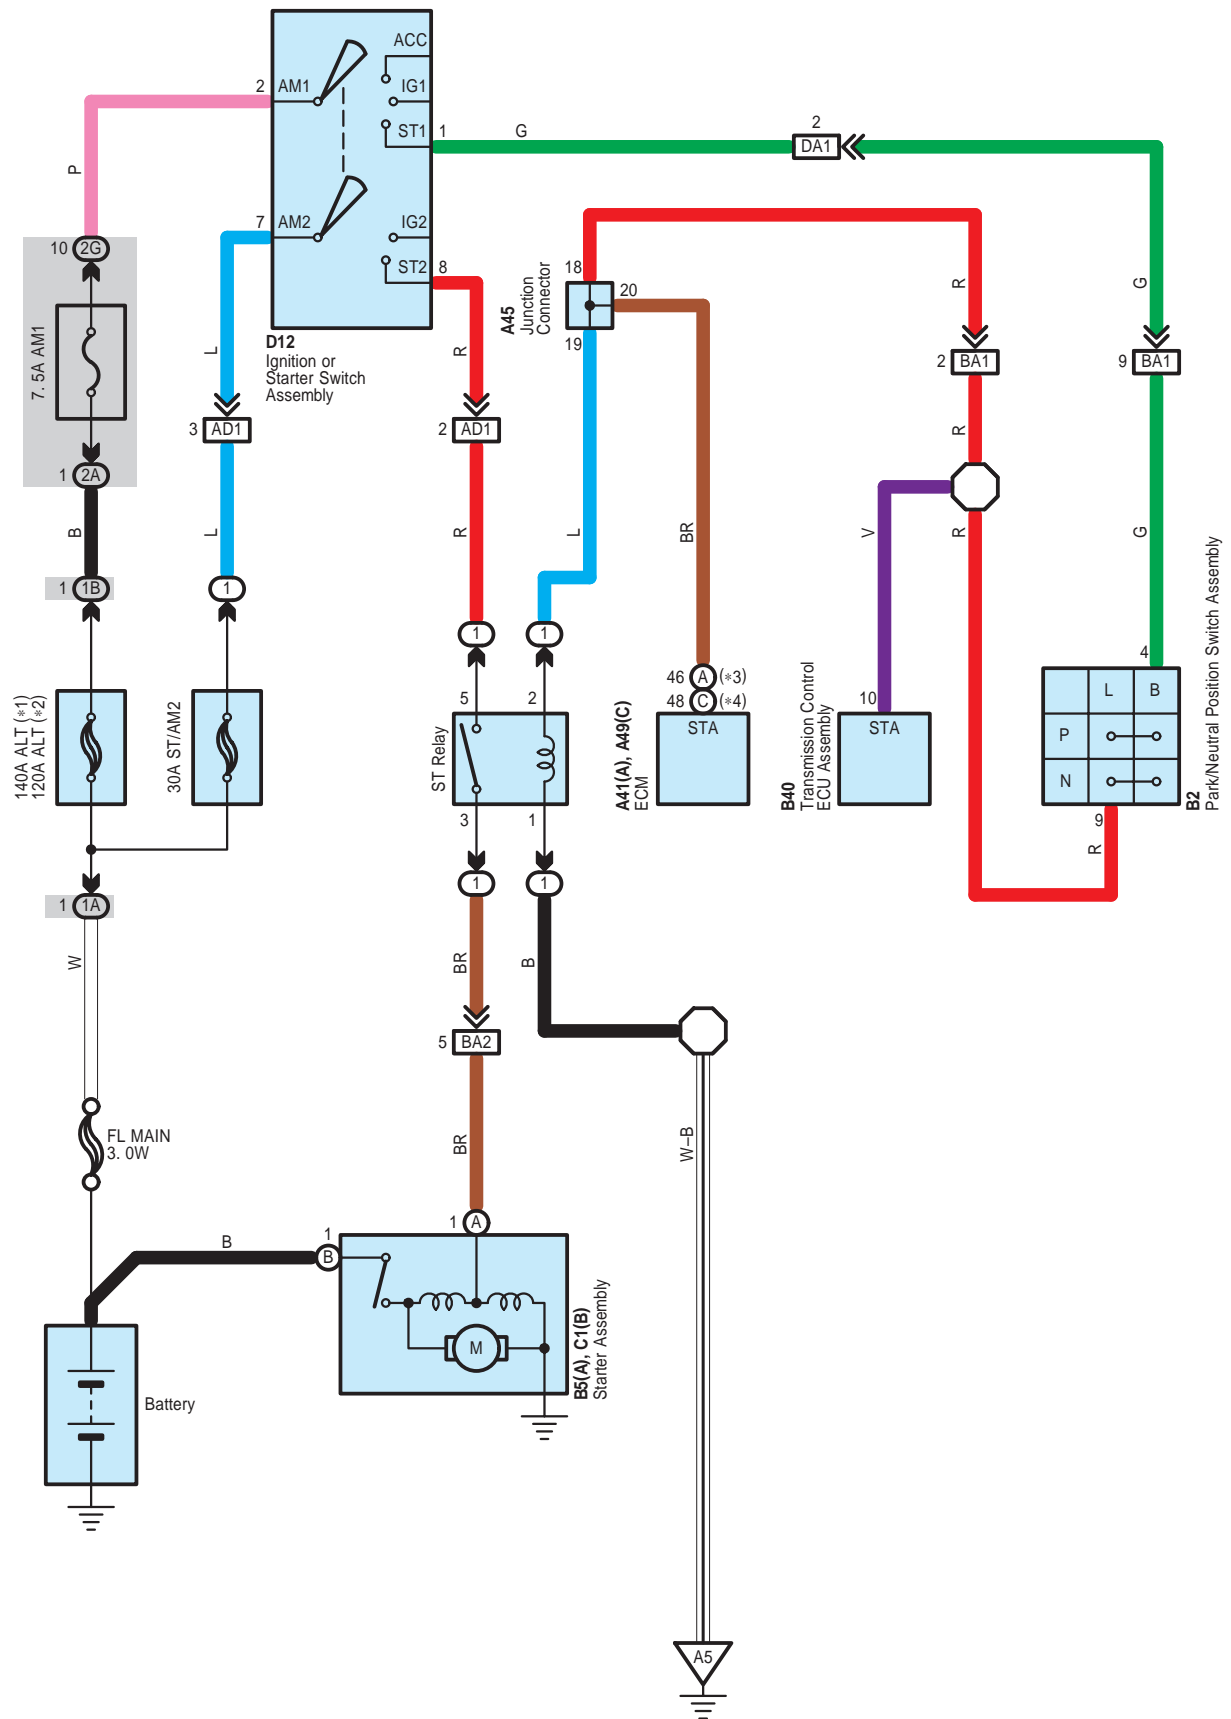 ACC
2
AM1
IG1
ST1
1
G
2
DA1
P
7
AM2
IG2
ST2
8
10
2G
7. 5A AM1
1
2A
D12
Ignition or
Starter Switch
Assembly
L
3
AD1
R
2
AD1
A45
Junction
Connector
18
20
19
R
2
BA1
R
G
9
BA1
B
1
1B
L
1
R
1
L
1
BR
V
R
G
140A ALT (*1)
120A ALT (*2)
30A ST/AM2
5
2
ST Relay
3
1
46
A
(*3)
48
C
(*4)
STA
A41(A), A49(C)
ECM
10
STA
B40
Transmission Control
ECU Assembly
4
L
B
P
N
9
R
B2
Park/Neutral Position Switch Assembly
1
1A
W
1
1
BR
B
5
BA2
BR
FL MAIN
3. 0W
W-B
1
A
B
1
B
M
B5(A), C1(B)
Starter Assembly
Battery
A5